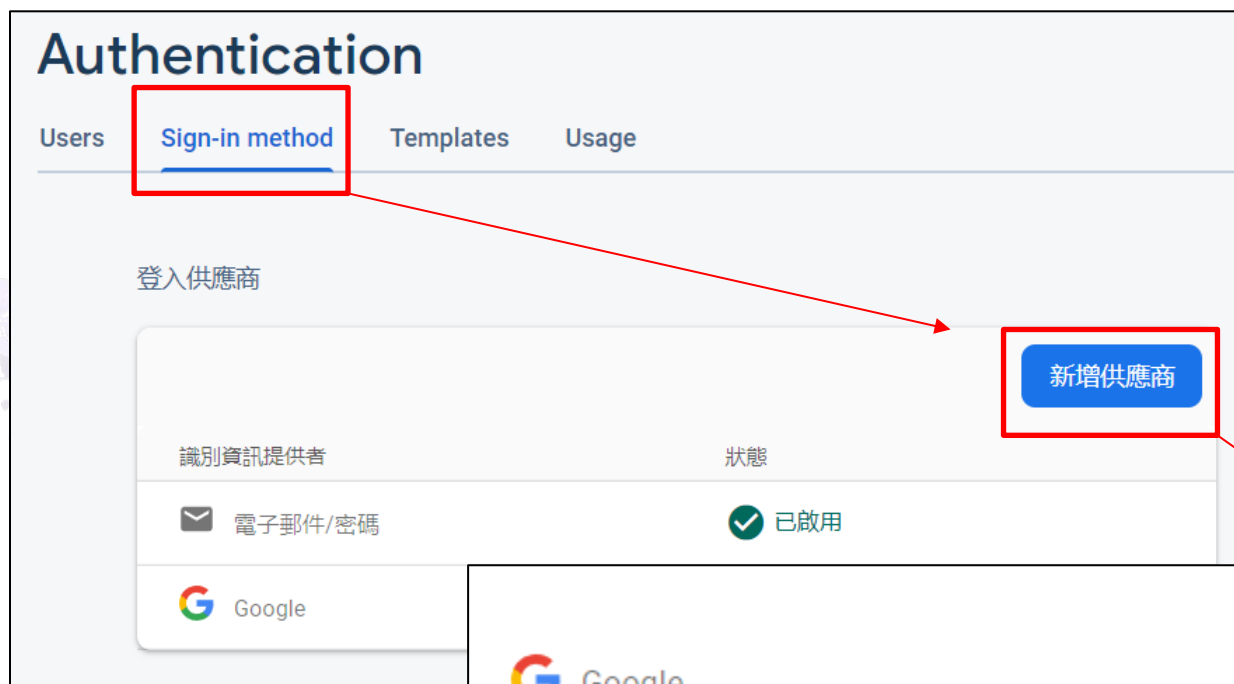 Authentication
Users Sign-in method Templates Usage
登入供應商
新增供應商
識別資訊提供者 狀態
電子郵件/密碼 已啟用
Google
Google